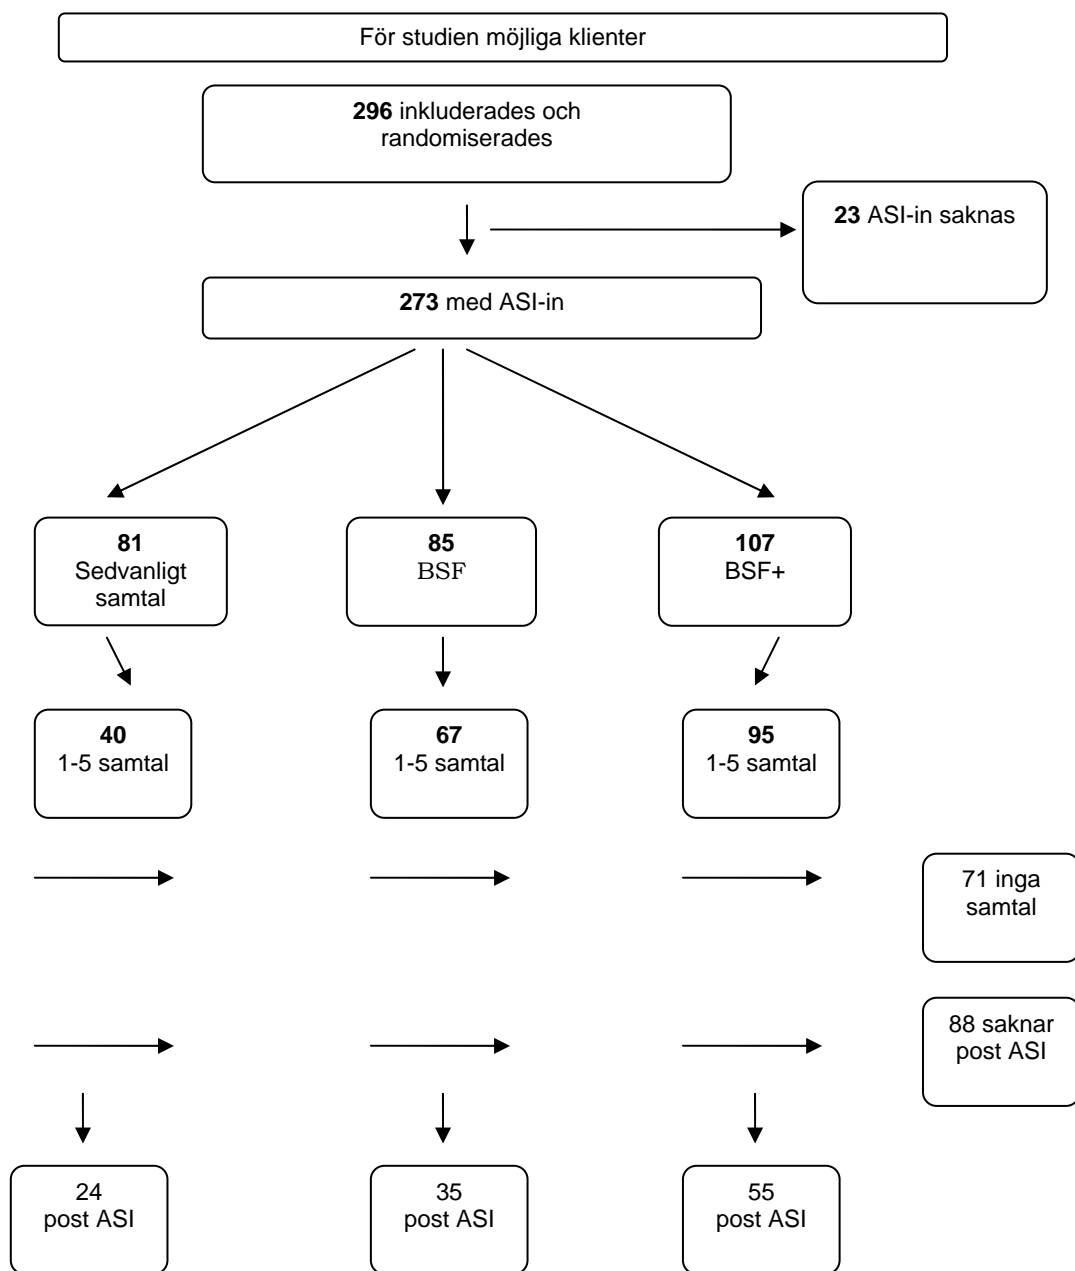 För studien möjliga klienter
296 inkluderades och
randomiserades
23 ASI-in saknas
273 med ASI-in
81
Sedvanligt
samtal
85
BSF
107
BSF+
40
1-5 samtal
67
1-5 samtal
95
1-5 samtal
71 inga
samtal
88 saknar
post ASI
24
post ASI
35
post ASI
55
post ASI